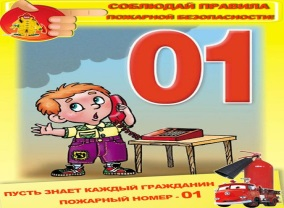 СОБЛЮДАЙ ПРАВИЛА
ПОЖАРНОЙ БЕЗОПАСНОСТИ!
01
ПУСТЬ ЗНАЕТ КАЖДЫЙ ГРАЖДАНИН
ПОЖАРНЫЙ НОМЕР - 01